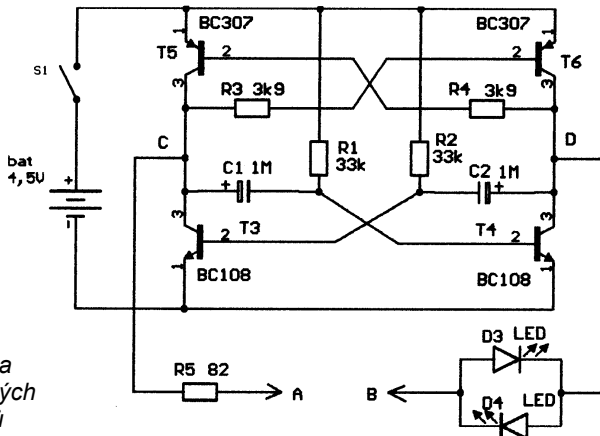 BC307
BC307
1
1
T5
2
2
T6
S1
3
R3 3k9
R4 3k9
3
C
R1
33k
R2
33k
D
bat
4,5V
+
C1 1M
+
C2 1M
+
3
T3
2
T4
2
3
1
BC108
BC108
1
a
ých
ů
R5 82
A
B
D3
LED
D4
LED